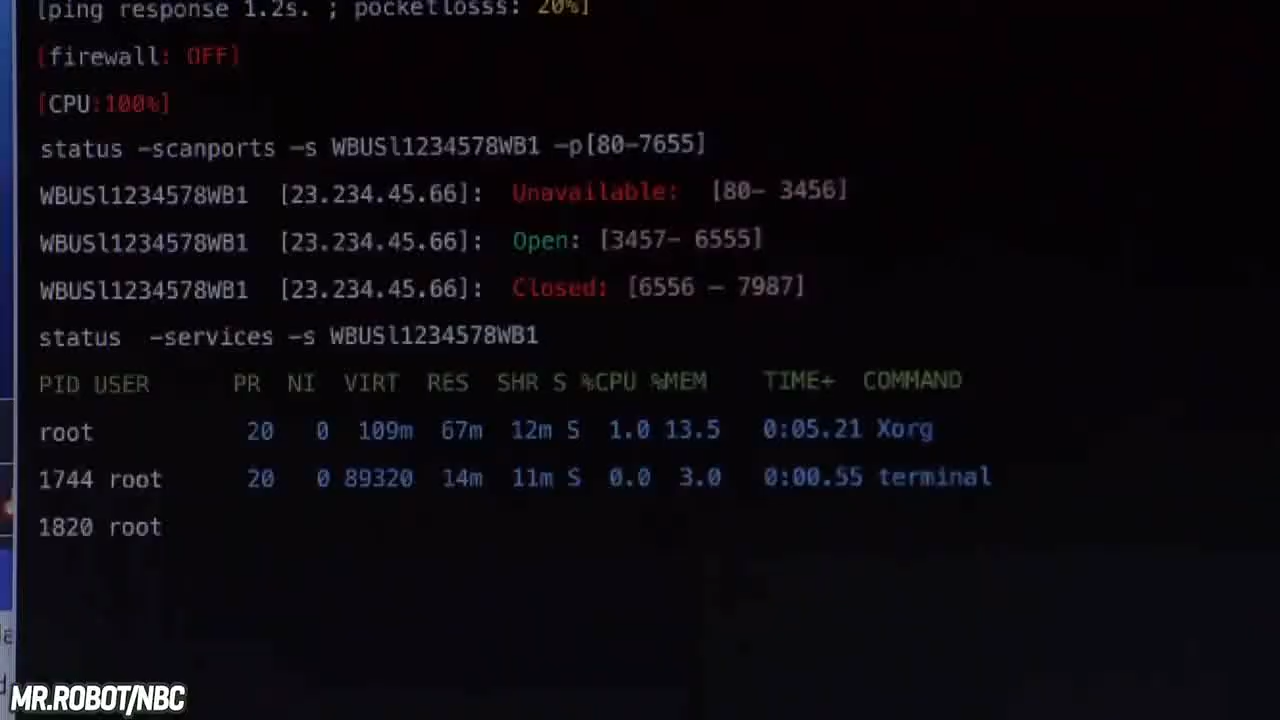 [ping response 1.2s. ; pocketlosss: 20%]
[firewall: OFF]
[CPU:100%]
status -scanports -s WBUSl1234578WB1 -p[80-7655]
WBUSl1234578WB1 [23.234.45.66]: Unavailable: [80- 3456]
WBUSl1234578WB1 [23.234.45.66]: Open: [3457- 6555]
WBUSl1234578WB1 [23.234.45.66]: Closed: [6556 - 7987]
status -services -s WBUSl1234578WB1
PID USER PR NI VIRT RES SHR S %CPU %MEM TIME+ COMMAND
root 20 0 109m 67m 12m S 1.0 13.5 0:05.21 Xorg
1744 root 20 0 89320 14m 11m S 0.0 3.0 0:00.55 terminal
1820 root
MR.ROBOT/NBC